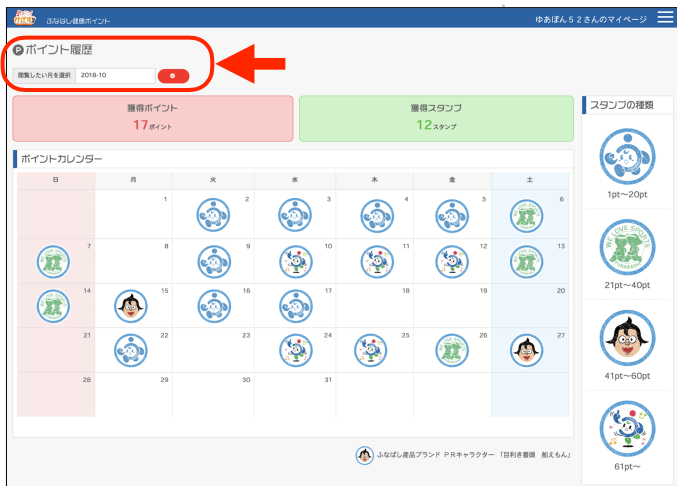 ふなばし健康ポイント
ゆあぽん52さんのマイページ
Pポイント履歴
閲覧したい月を選択 2018-10
獲得ポイント
17ポイント
獲得スタンプ
12スタンプ
ポイントカレンダー
日 月 火 水 木 金 土
1 2 3 4 5 6
7 8 9 10 11 12 13
14 15 16 17 18 19 20
21 22 23 24 25 26 27
28 29 30 31
ふなばし産品ブランド PRキャラクター 「目利き番頭 船えもん」
スタンプの種類
1pt~20pt
WE LOVE SPORTS
FUNABASHI
21pt~40pt
41pt~60pt
61pt~